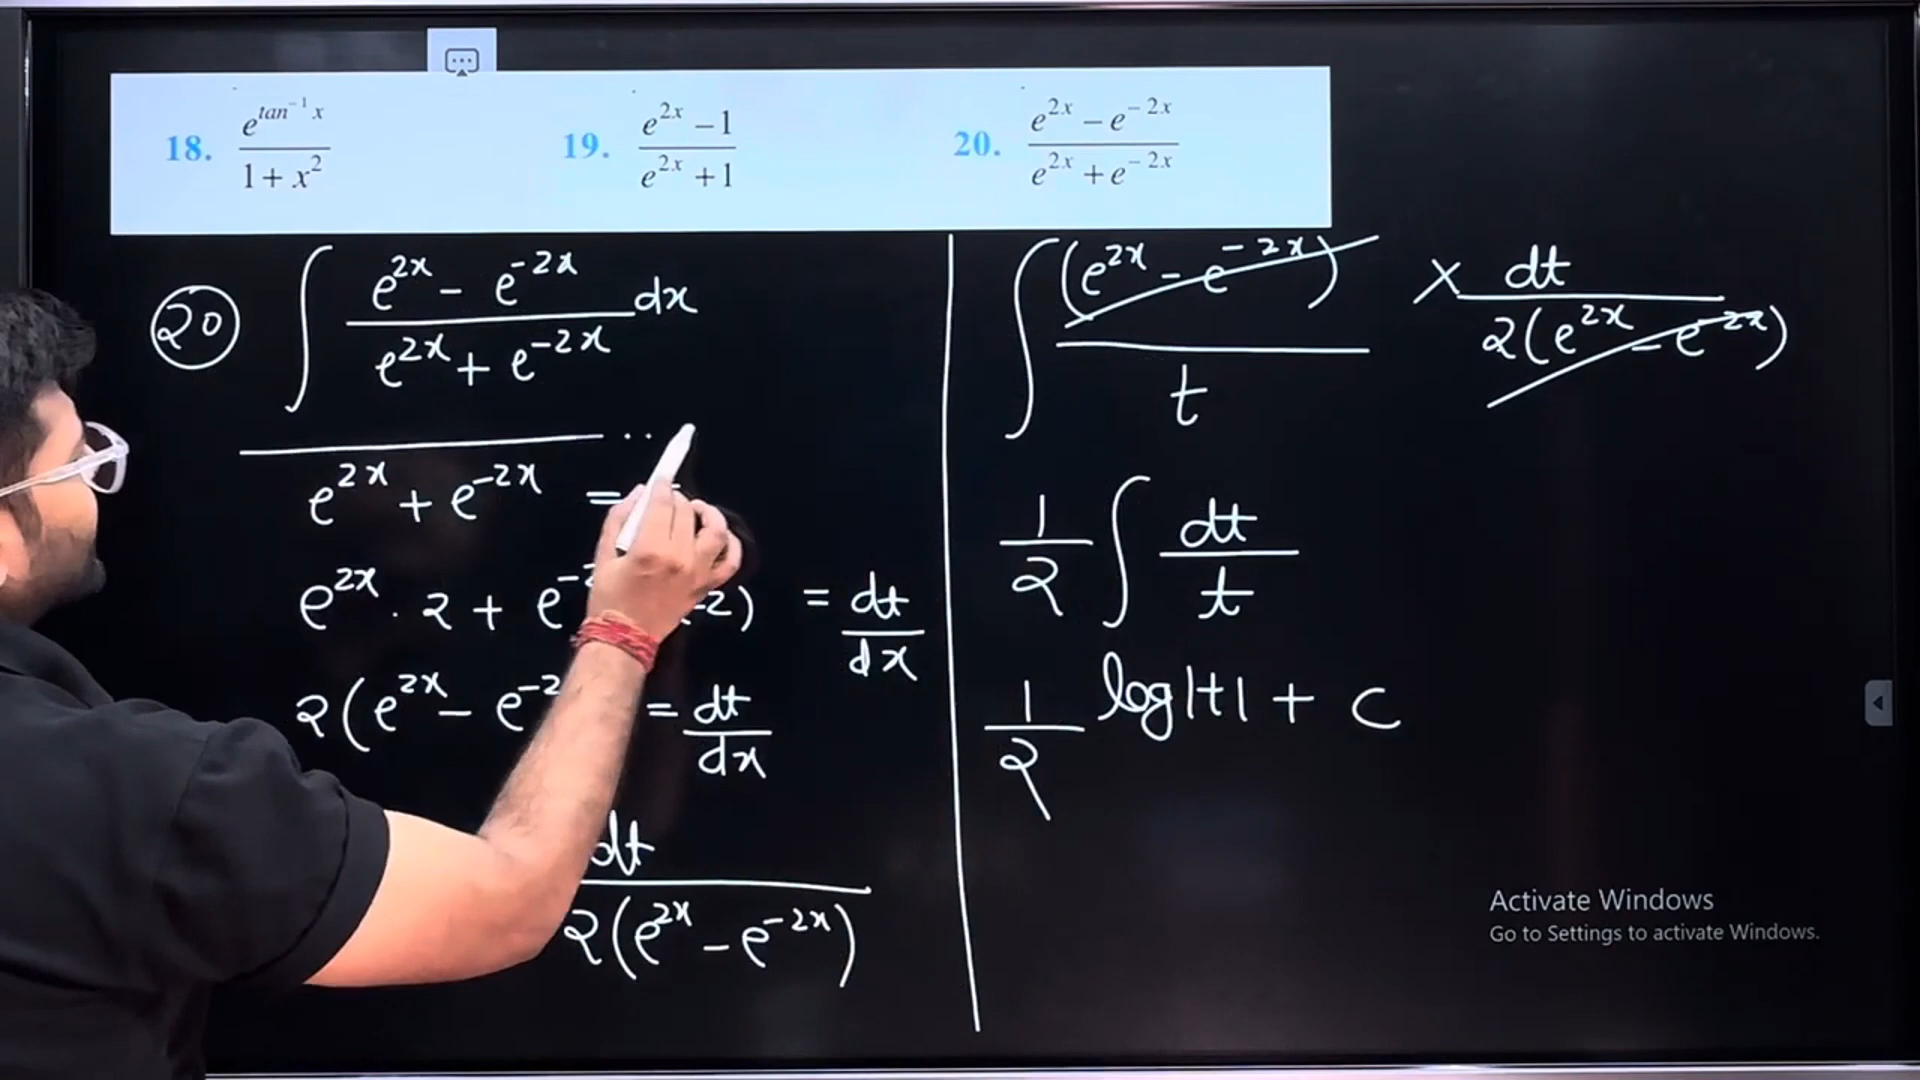 18. e^{tan^{-1} x} / 1 + x^2
19. e^{2x} − 1 / e^{2x} + 1
20. e^{2x} − e^{−2x} / e^{2x} + e^{−2x}
(20) ∫ e^{2x} - e^{-2x} / e^{2x} + e^{-2x} dx
e^{2x} + e^{-2x} =
e^{2x} . 2 + e 2) = dt/dx
2 (e^{2x} - e = dt/dx
dt / 2(e^{2x} - e^{-2x})
∫ (e^{2x} - e^{-2x}) / t × dt / 2(e^{2x} - e^{-2x})
1/2 ∫ dt/t
1/2 log|t| + c
Activate Windows
Go to Settings to activate Windows.